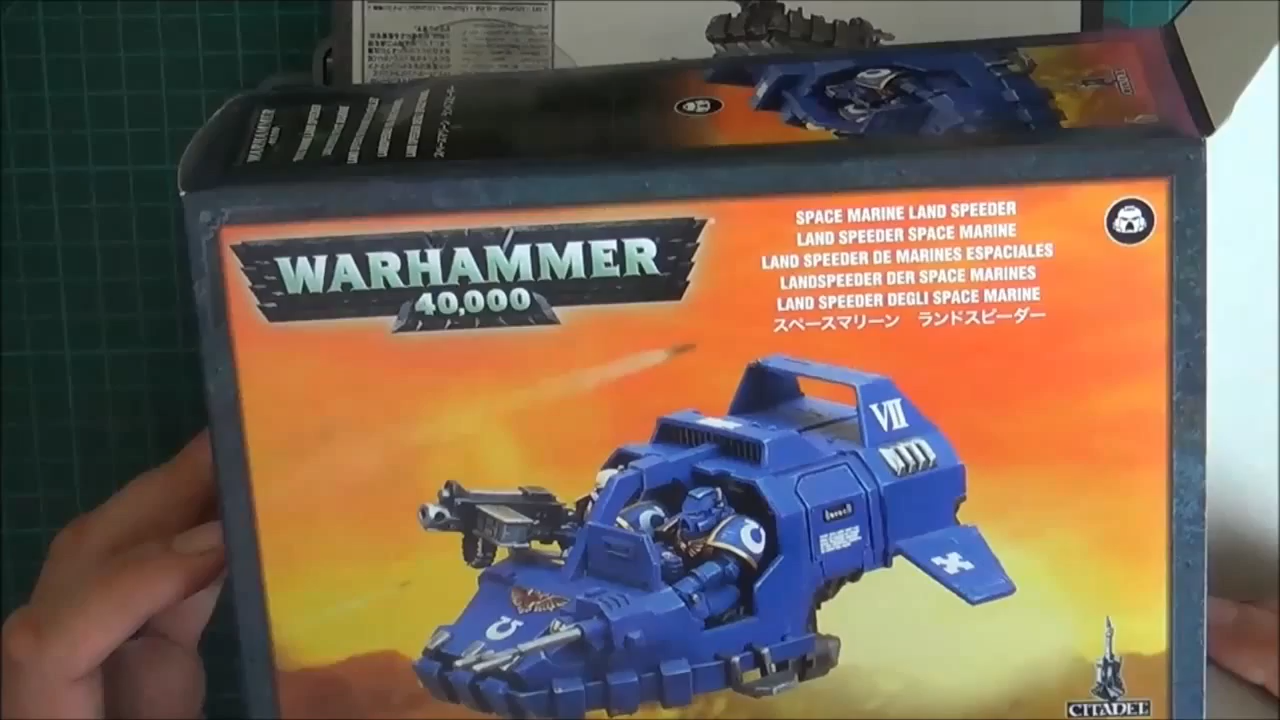 WARHAMMER
40,000
SPACE MARINE LAND SPEEDER
LAND SPEEDER SPACE MARINE
LAND SPEEDER DE MARINES ESPACIALES
LANDSPEEDER DER SPACE MARINES
LAND SPEEDER DEGLI SPACE MARINE
スペースマリーン ランドスピーダー
VII
CITADEL
WARHAMMER
CITADEL